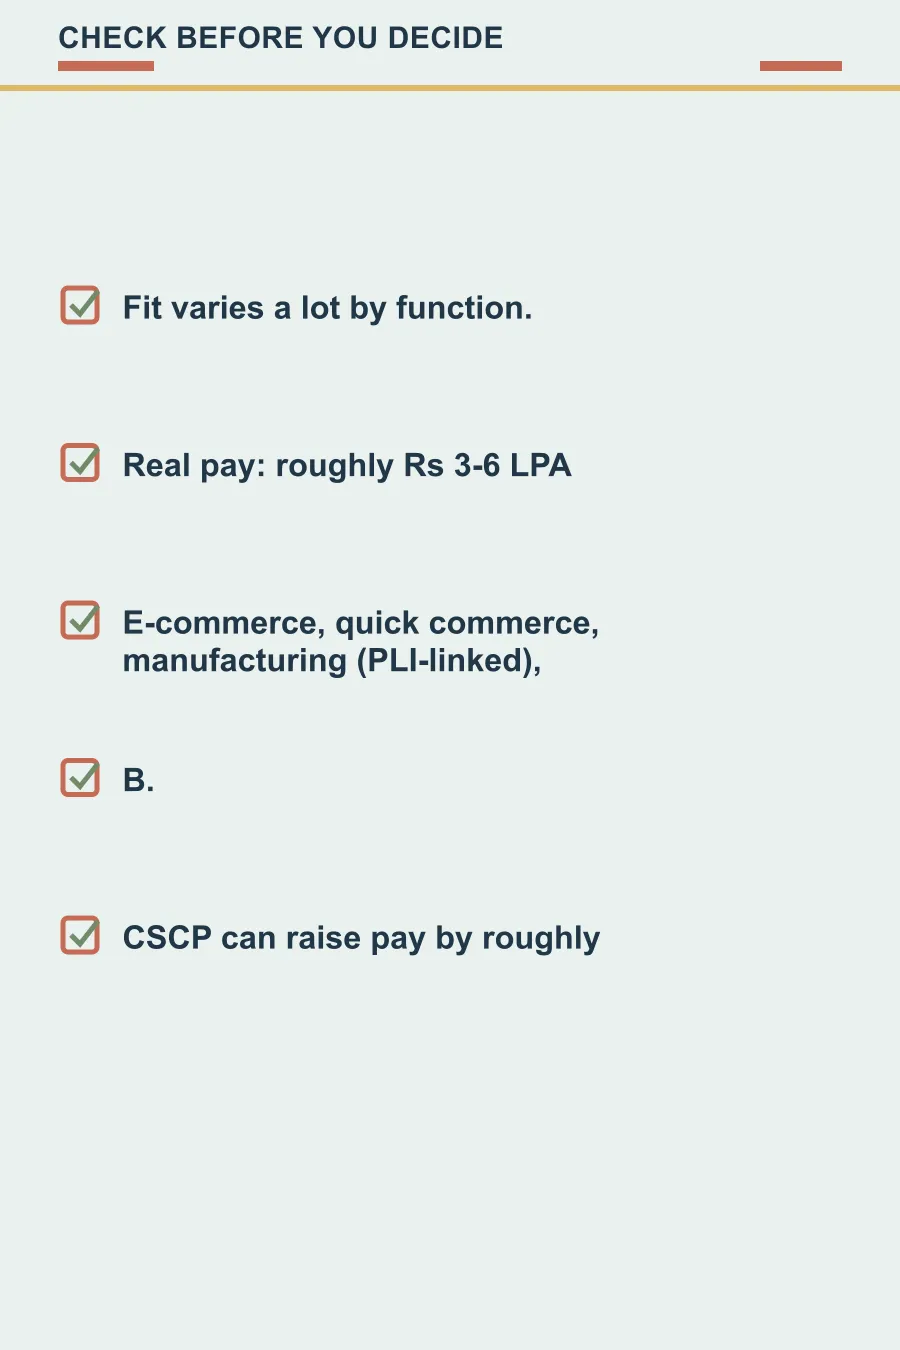 CHECK BEFORE YOU DECIDE
Fit varies a lot by function.
Real pay: roughly Rs 3-6 LPA
E-commerce, quick commerce,
manufacturing (PLI-linked),
B.
CSCP can raise pay by roughly